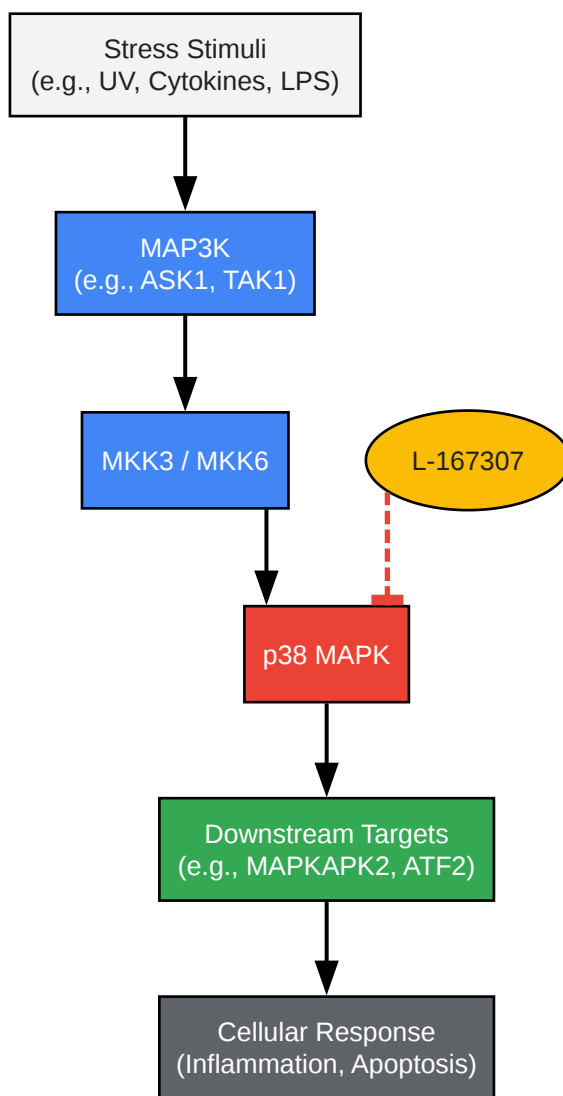 Stress Stimuli
(e.g., UV, Cytokines, LPS)
MAP3K
(e.g., ASK1, TAK1)
MKK3 / MKK6
L-167307
p38 MAPK
Downstream Targets
(e.g., MAPKAPK2, ATF2)
Cellular Response
(Inflammation, Apoptosis)